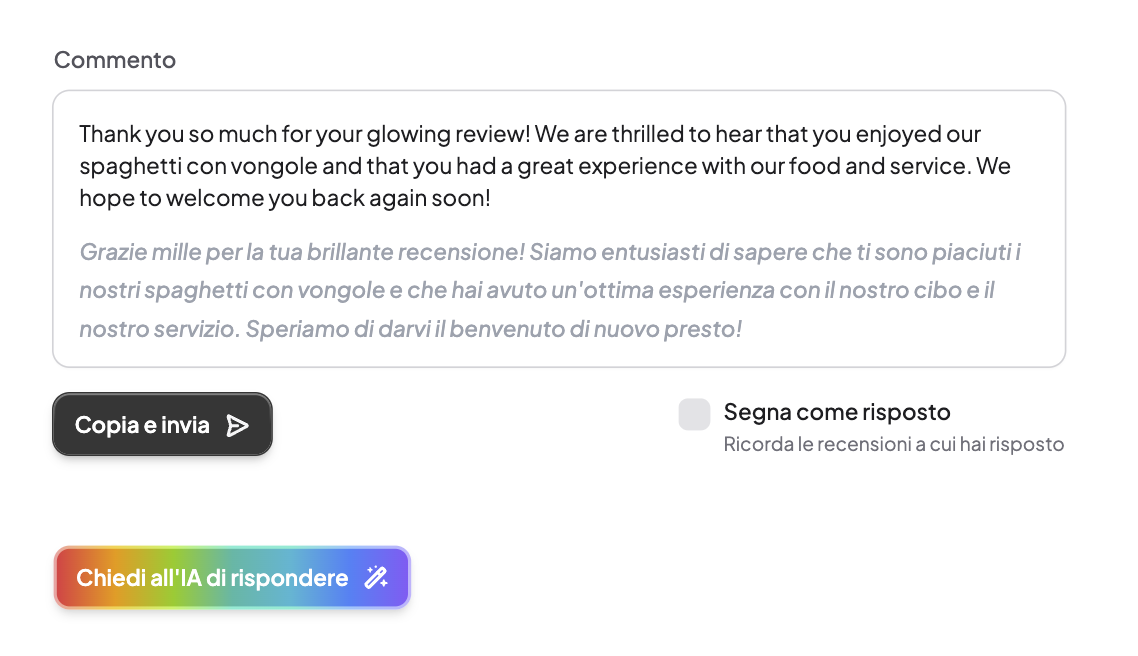 Commento
Thank you so much for your glowing review! We are thrilled to hear that you enjoyed our
spaghetti con vongole and that you had a great experience with our food and service. We
hope to welcome you back again soon!
Grazie mille per la tua brillante recensione! Siamo entusiasti di sapere che ti sono piaciuti i
nostri spaghetti con vongole e che hai avuto un'ottima esperienza con il nostro cibo e il
nostro servizio. Speriamo di darvi il benvenuto di nuovo presto!
Copia e invia
Segna come risposto
Ricorda le recensioni a cui hai risposto
Chiedi all'IA di rispondere